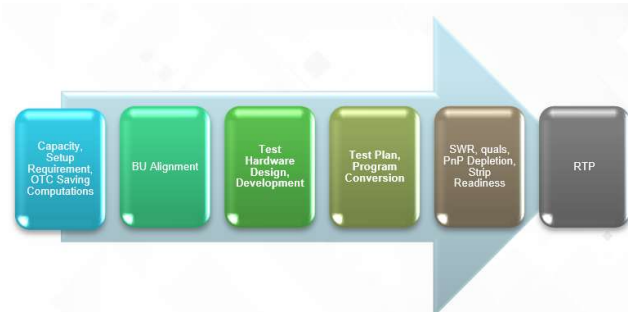 Capacity,
Setup
Requirement,
OTC Saving
Computations
BU Alignment
Test
Hardware
Design,
Development
Test Plan,
Program
Conversion
SWR, quals,
PnP Depletion,
Strip
Readiness
RTP